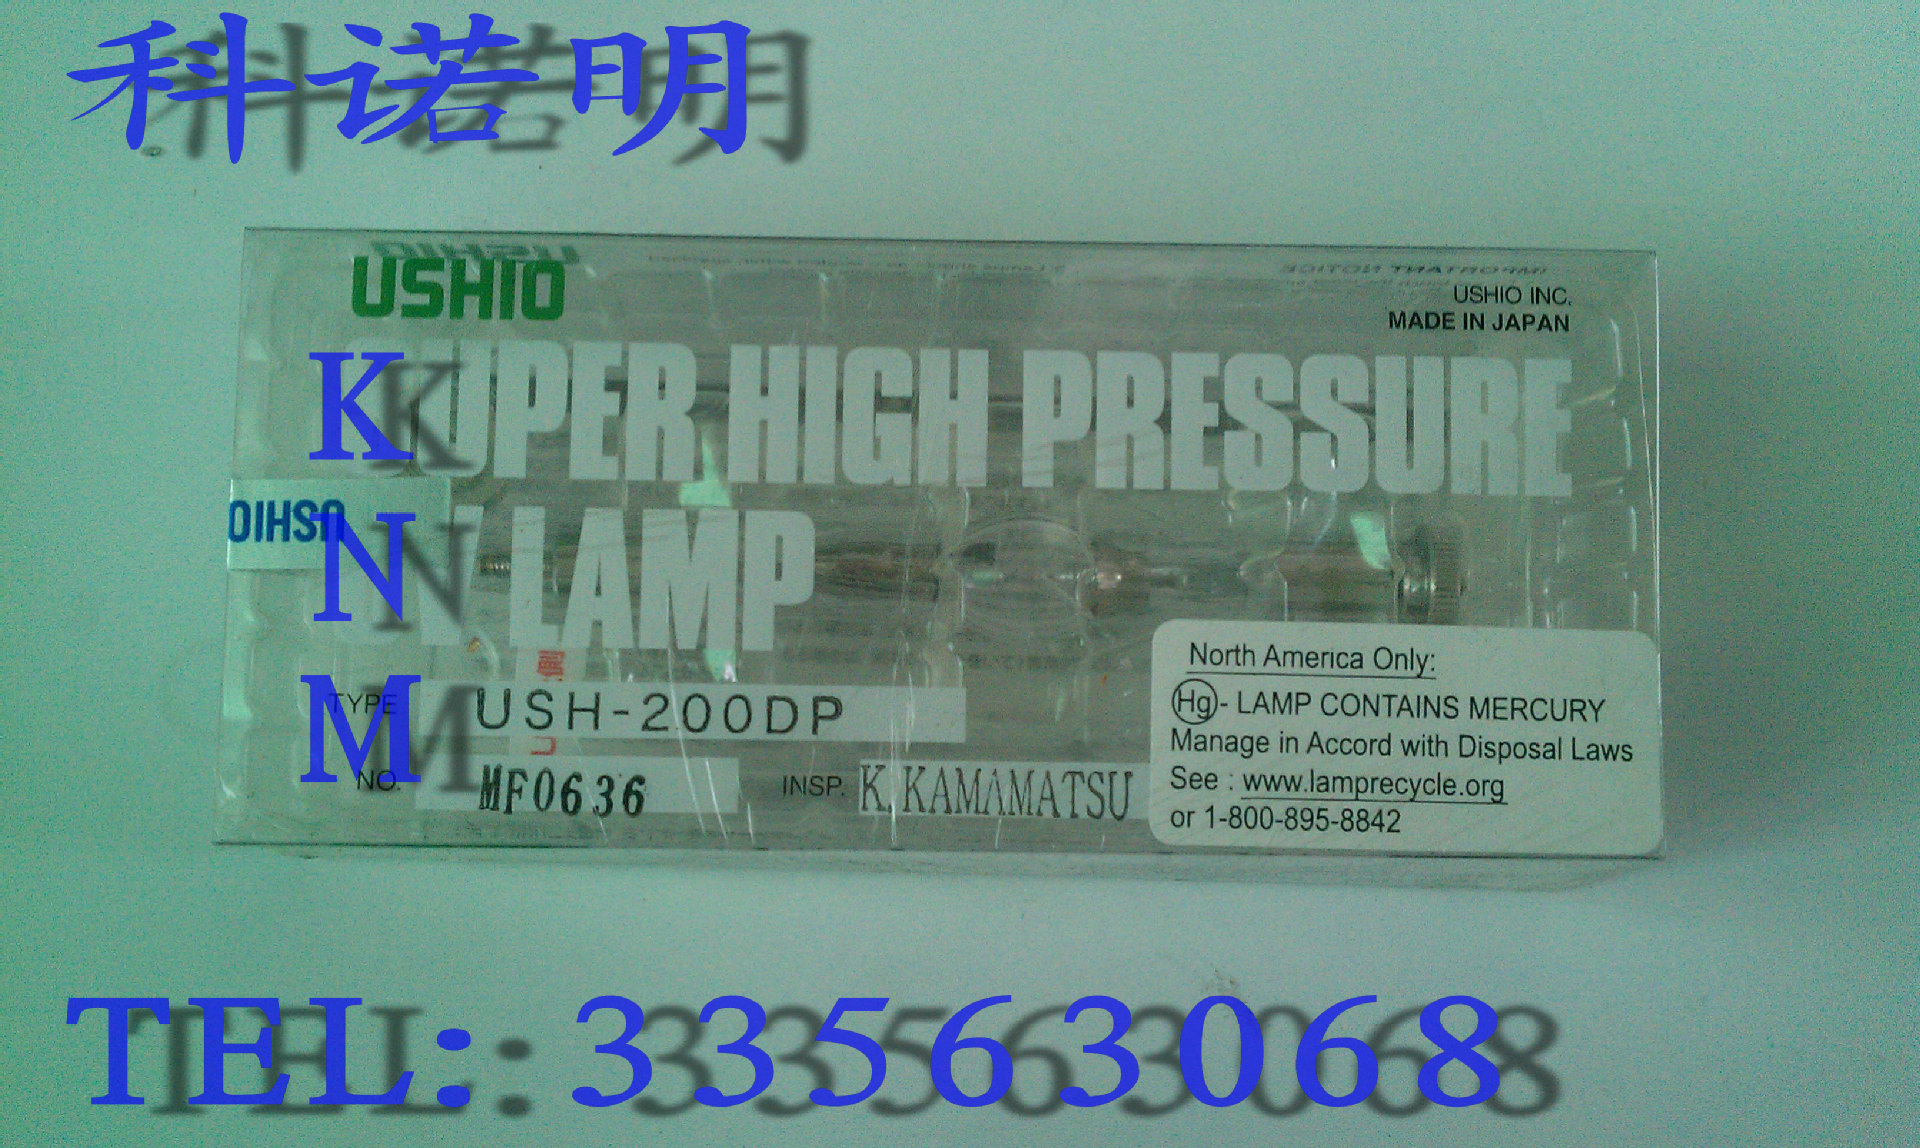 科诺明
USHIO
USHIO INC.
MADE IN JAPAN
K
SUPER HIGH PRESSURE
USHIO
N
LAMP
M
TYPE USH-200DP
NO. MF0636 INSP. K.KAMAMATSU
North America Only:
Hg - LAMP CONTAINS MERCURY
Manage in Accord with Disposal Laws
See : www.lamprecycle.org
or 1-800-895-8842
TEL: 33563068